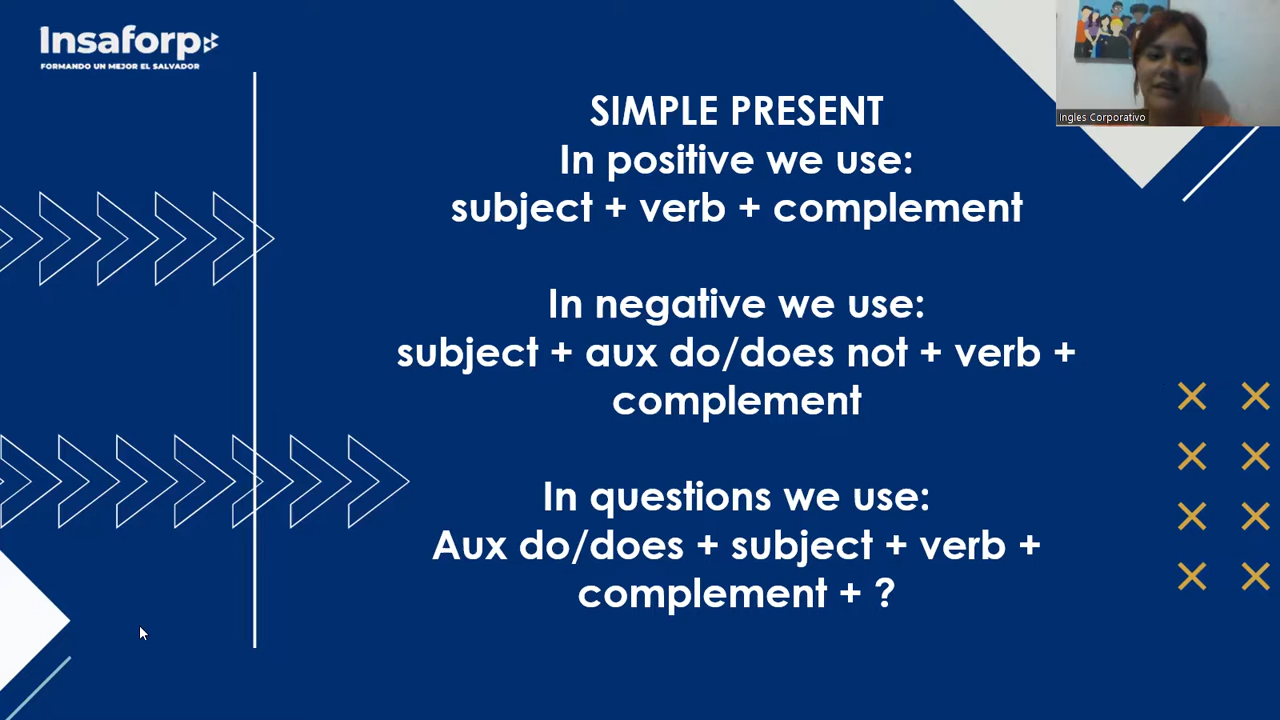 Insaforp
FORMANDO UN MEJOR EL SALVADOR
Ingles Corporativo
SIMPLE PRESENT
In positive we use:
subject + verb + complement
In negative we use:
subject + aux do/does not + verb +
complement
In questions we use:
Aux do/does + subject + verb +
complement + ?